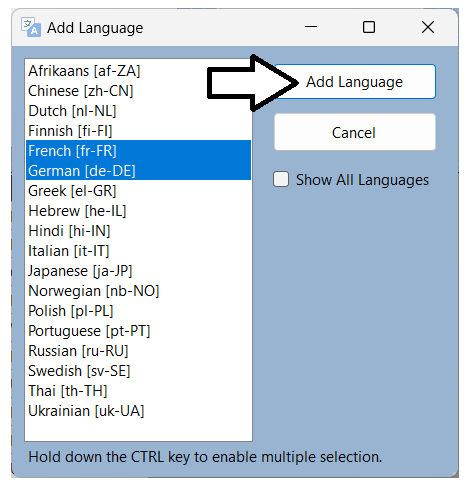 Add Language
Afrikaans [af-ZA]
Chinese [zh-CN]
Dutch [nl-NL]
Finnish [fi-FI]
French [fr-FR]
German [de-DE]
Greek [el-GR]
Hebrew [he-IL]
Hindi [hi-IN]
Italian [it-IT]
Japanese [ja-JP]
Norwegian [nb-NO]
Polish [pl-PL]
Portuguese [pt-PT]
Russian [ru-RU]
Swedish [sv-SE]
Thai [th-TH]
Ukrainian [uk-UA]
Add Language
Cancel
Show All Languages
Hold down the CTRL key to enable multiple selection.